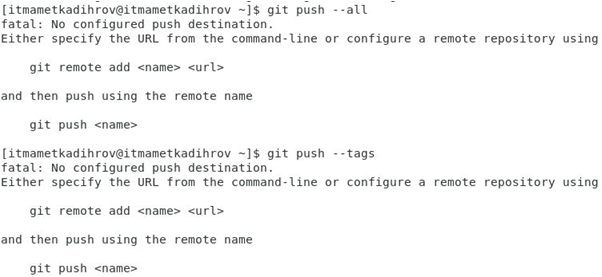 [itmametkadihrov@itmametkadihrov ~]$ git push --all
fatal: No configured push destination.
Either specify the URL from the command-line or configure a remote repository using

    git remote add <name> <url>

and then push using the remote name

    git push <name>

[itmametkadihrov@itmametkadihrov ~]$ git push --tags
fatal: No configured push destination.
Either specify the URL from the command-line or configure a remote repository using

    git remote add <name> <url>

and then push using the remote name

    git push <name>